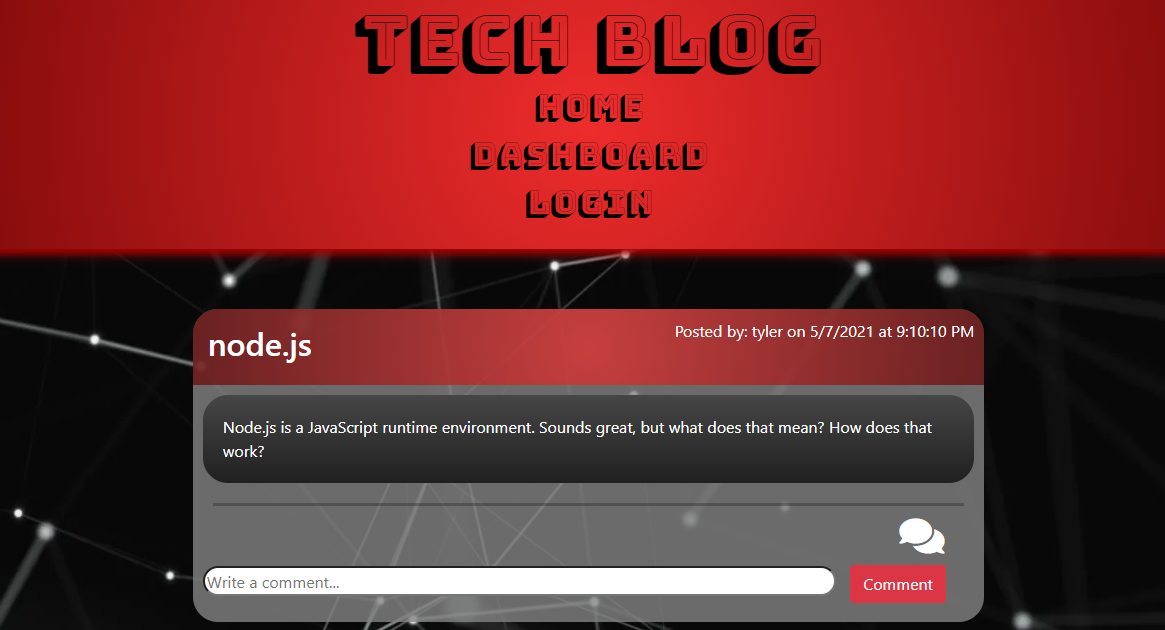 TECH BLOG
HOME
DASHBOARD
LOGIN
node.js
Posted by: tyler on 5/7/2021 at 9:10:10 PM
Node.js is a JavaScript runtime environment. Sounds great, but what does that mean? How does that
work?
Write a comment...
Comment